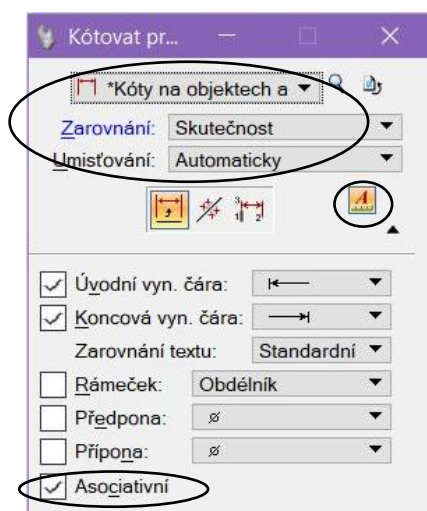 Kótovat pr...
*Kóty na objektech a
Zarovnání: Skutečnost
Umisťování: Automaticky
A
Úvodní vyn. čára:
Koncová vyn. čára:
Zarovnání textu: Standardní
Rámeček: Obdélník
Předpona: ⌀
Přípona: ⌀
Asociativní